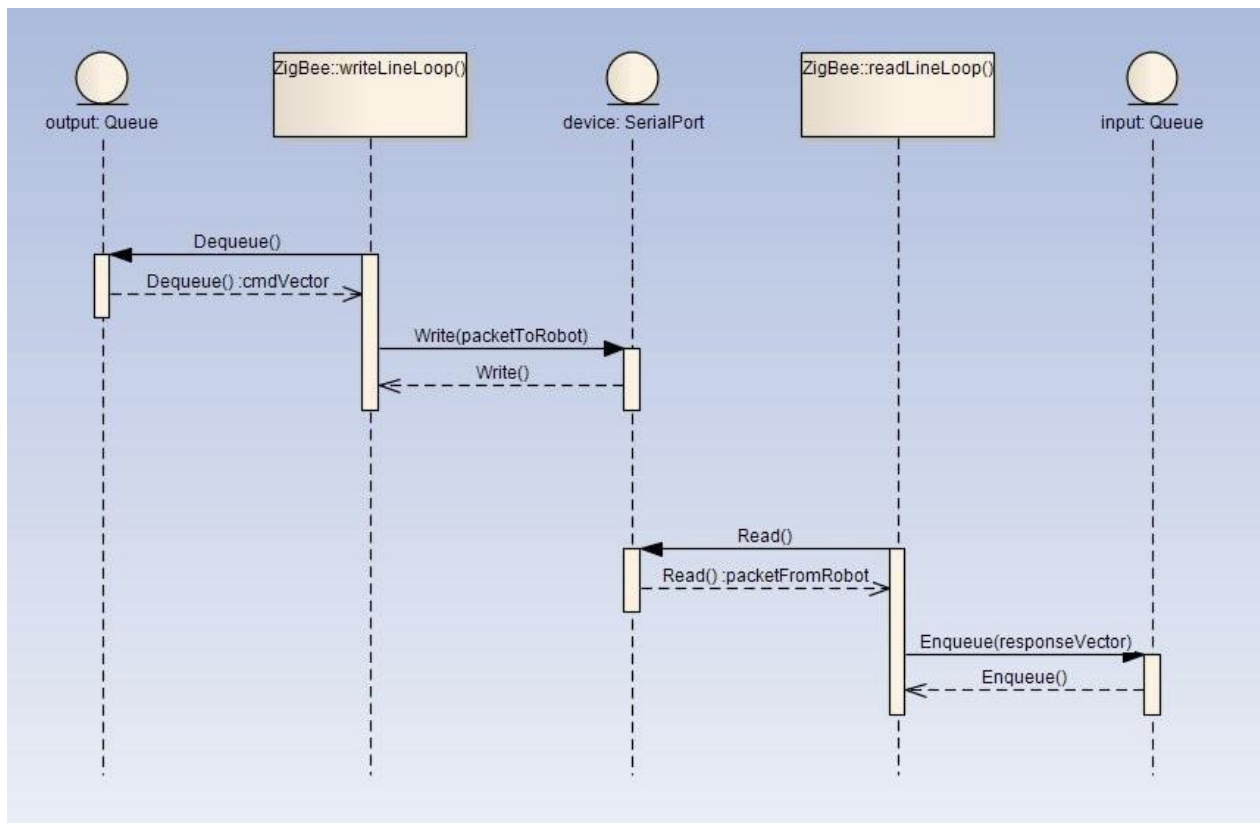 ZigBee::writeLineLoop()
ZigBee::readLineLoop()
output: Queue
device: SerialPort
input: Queue
Dequeue()
Dequeue() :cmdVector
Write(packetToRobot)
Write()
Read()
Read() :packetFromRobot
Enqueue(responseVector)
Enqueue()